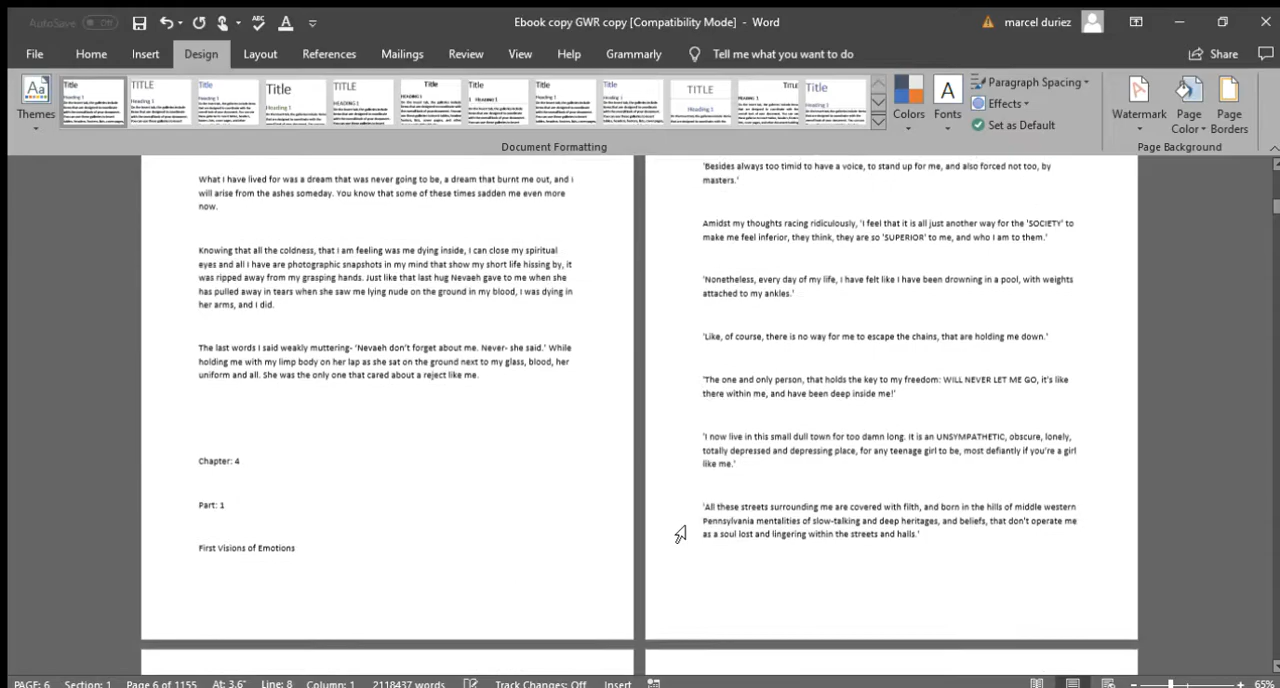 AutoSave Off
Ebook copy GWR copy [Compatibility Mode] - Word
marcel duriez
File Home Insert Design Layout References Mailings Review View Help Grammarly Tell me what you want to do Share
Themes
Colors
Fonts
Paragraph Spacing
Effects
Set as Default
Watermark
Page Color
Page Borders
Document Formatting
Page Background
What I have lived for was a dream that was never going to be, a dream that burnt me out, and i
will arise from the ashes someday. You know that some of these times sadden me even more
now.
Knowing that all the coldness, that I am feeling was me dying inside, I can close my spiritual
eyes and all I have are photographic snapshots in my mind that show my short life hissing by, it
was ripped away from my grasping hands. Just like that last hug Nevaeh gave to me when she
has pulled away in tears when she saw me lying nude on the ground in my blood, I was dying in
her arms, and I did.
The last words I said weakly muttering- 'Nevaeh don't forget about me. Never- she said.' While
holding me with my limp body on her lap as she sat on the ground next to my glass, blood, her
uniform and all. She was the only one that cared about a reject like me.
Chapter: 4
Part: 1
First Visions of Emotions
'Besides always too timid to have a voice, to stand up for me, and also forced not too, by
masters.'
Amidst my thoughts racing ridiculously, 'I feel that it is all just another way for the 'SOCIETY' to
make me feel inferior, they think, they are so 'SUPERIOR' to me, and who I am to them.'
'Nonetheless, every day of my life, I have felt like I have been drowning in a pool, with weights
attached to my ankles.'
'Like, of course, there is no way for me to escape the chains, that are holding me down.'
'The one and only person, that holds the key to my freedom: WILL NEVER LET ME GO, it's like
there within me, and have been deep inside me!'
'I now live in this small dull town for too damn long. It is an UNSYMPATHETIC, obscure, lonely,
totally depressed and depressing place, for any teenage girl to be, most defiantly if you're a girl
like me.'
'All these streets surrounding me are covered with filth, and born in the hills of middle western
Pennsylvania mentalities of slow-talking and deep heritages, and beliefs, that don't operate me
as a soul lost and lingering within the streets and halls.'
PAGE: 6 Section: 1 Page 6 of 1155 At: 3.6" Line: 8 Column: 1 2118437 words Track Changes: Off Insert 65%